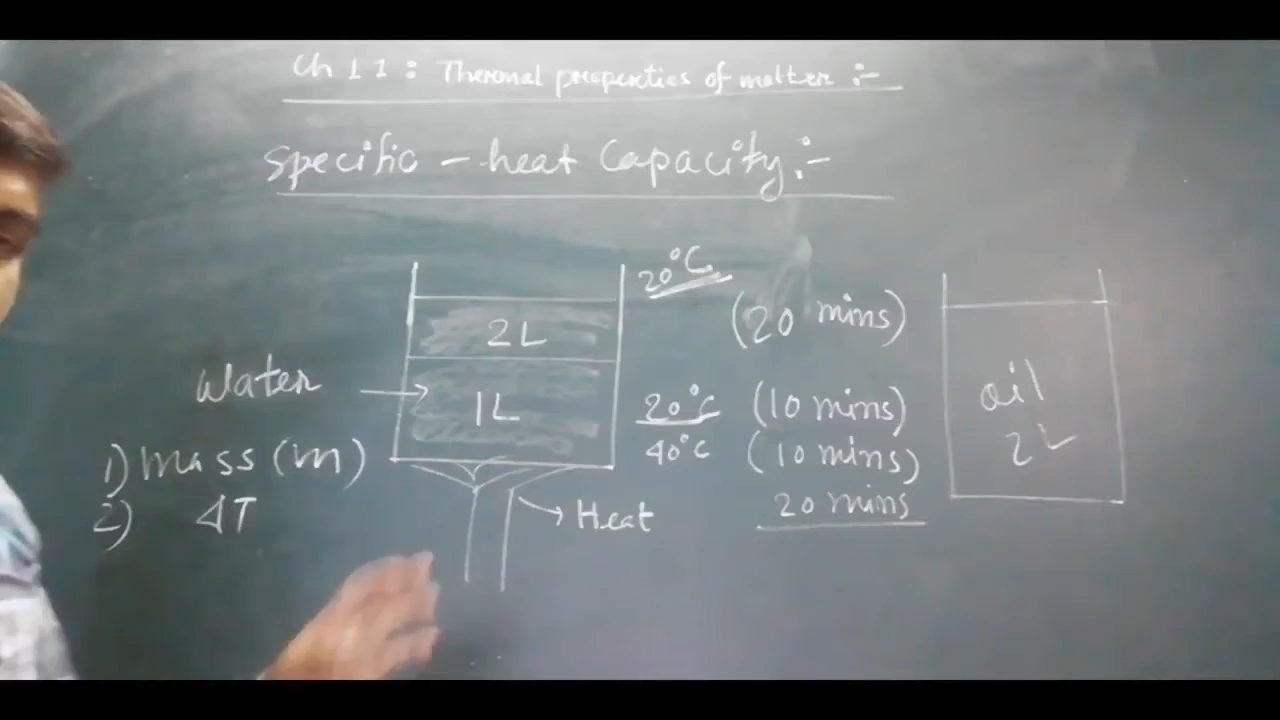 Ch 11 : Thermal properties of matter :-
Specific - heat Capacity :-
20°C
2L
(20 mins)
Water
1L
20°C (10 mins)
40°C (10 mins)
20 mins
oil
2L
1) mass (m)
2) ΔT
Heat